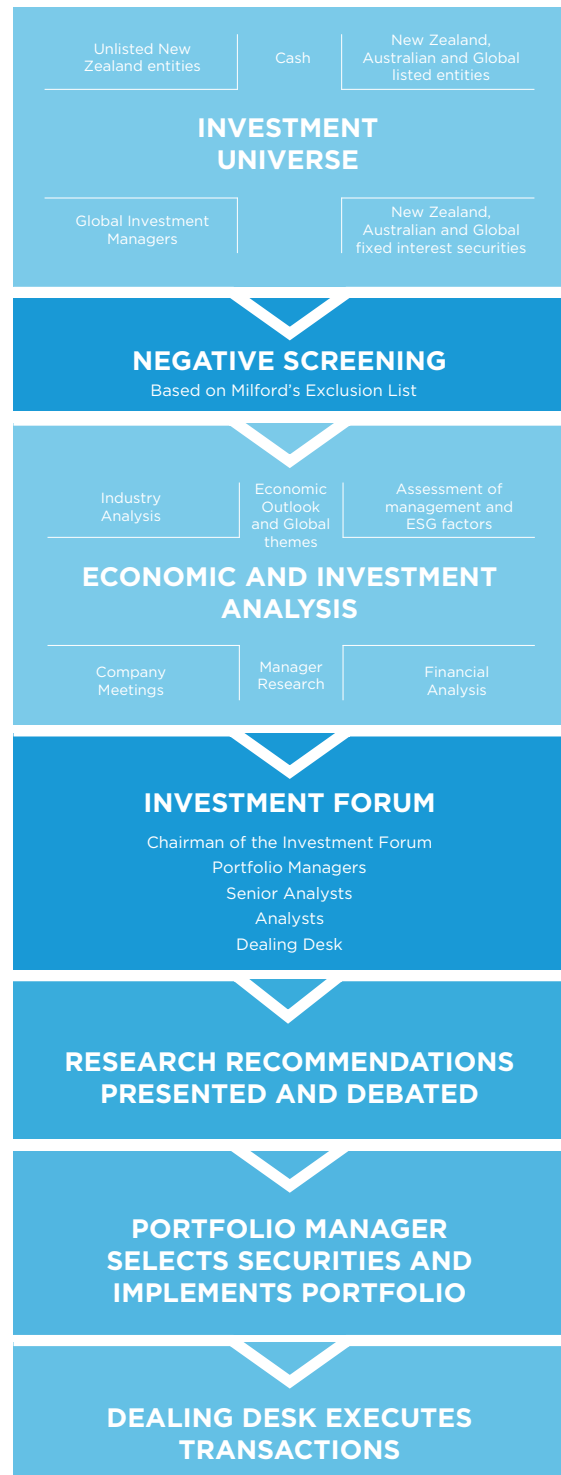 Unlisted New
Zealand entities
Cash
New Zealand,
Australian and Global
listed entities
INVESTMENT
UNIVERSE
Global Investment
Managers
New Zealand,
Australian and Global
fixed interest securities
NEGATIVE SCREENING
Based on Milford's Exclusion List
Industry
Analysis
Economic
Outlook
and Global
themes
Assessment of
management and
ESG factors
ECONOMIC AND INVESTMENT
ANALYSIS
Company
Meetings
Manager
Research
Financial
Analysis
INVESTMENT FORUM
Chairman of the Investment Forum
Portfolio Managers
Senior Analysts
Analysts
Dealing Desk
RESEARCH RECOMMENDATIONS
PRESENTED AND DEBATED
PORTFOLIO MANAGER
SELECTS SECURITIES AND
IMPLEMENTS PORTFOLIO
DEALING DESK EXECUTES
TRANSACTIONS